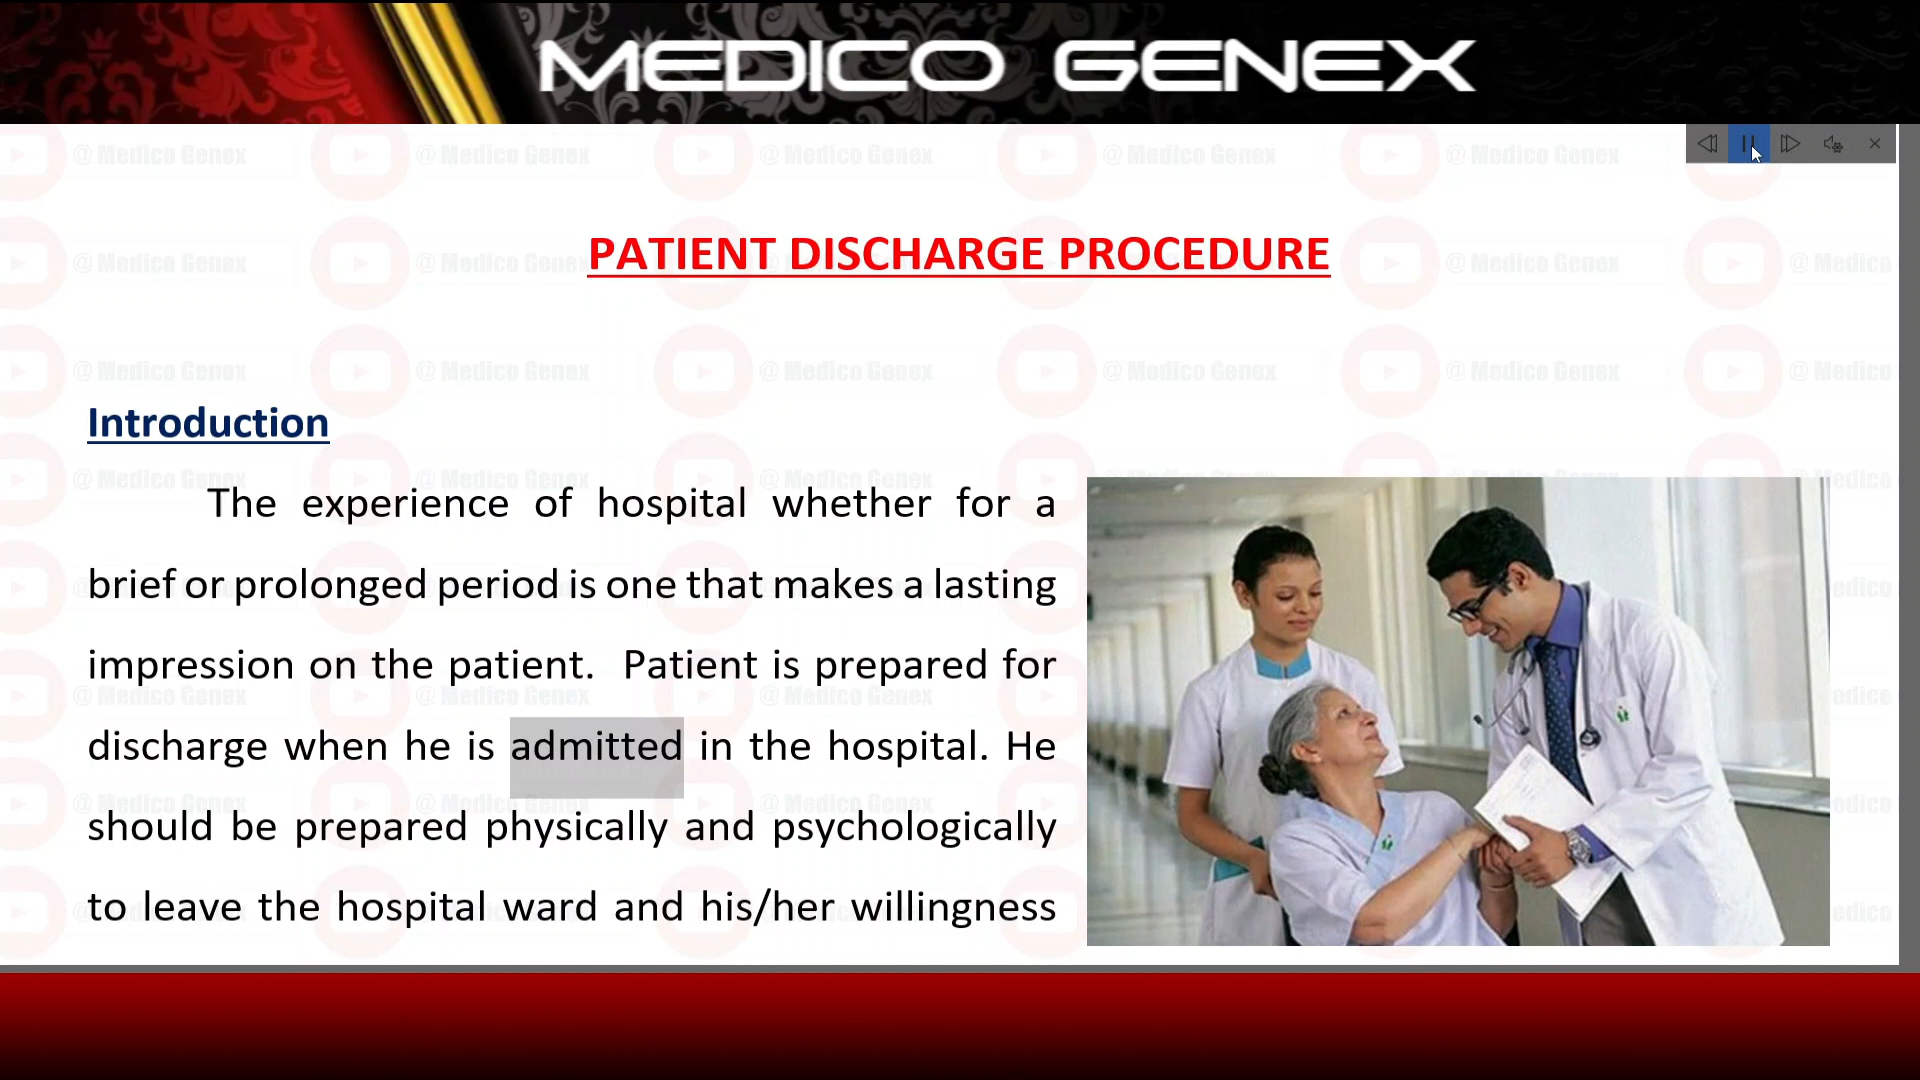 MEDICO GENEX
PATIENT DISCHARGE PROCEDURE
Introduction
The experience of hospital whether for a
brief or prolonged period is one that makes a lasting
impression on the patient. Patient is prepared for
discharge when he is admitted in the hospital. He
should be prepared physically and psychologically
to leave the hospital ward and his/her willingness
@ Medico Genex